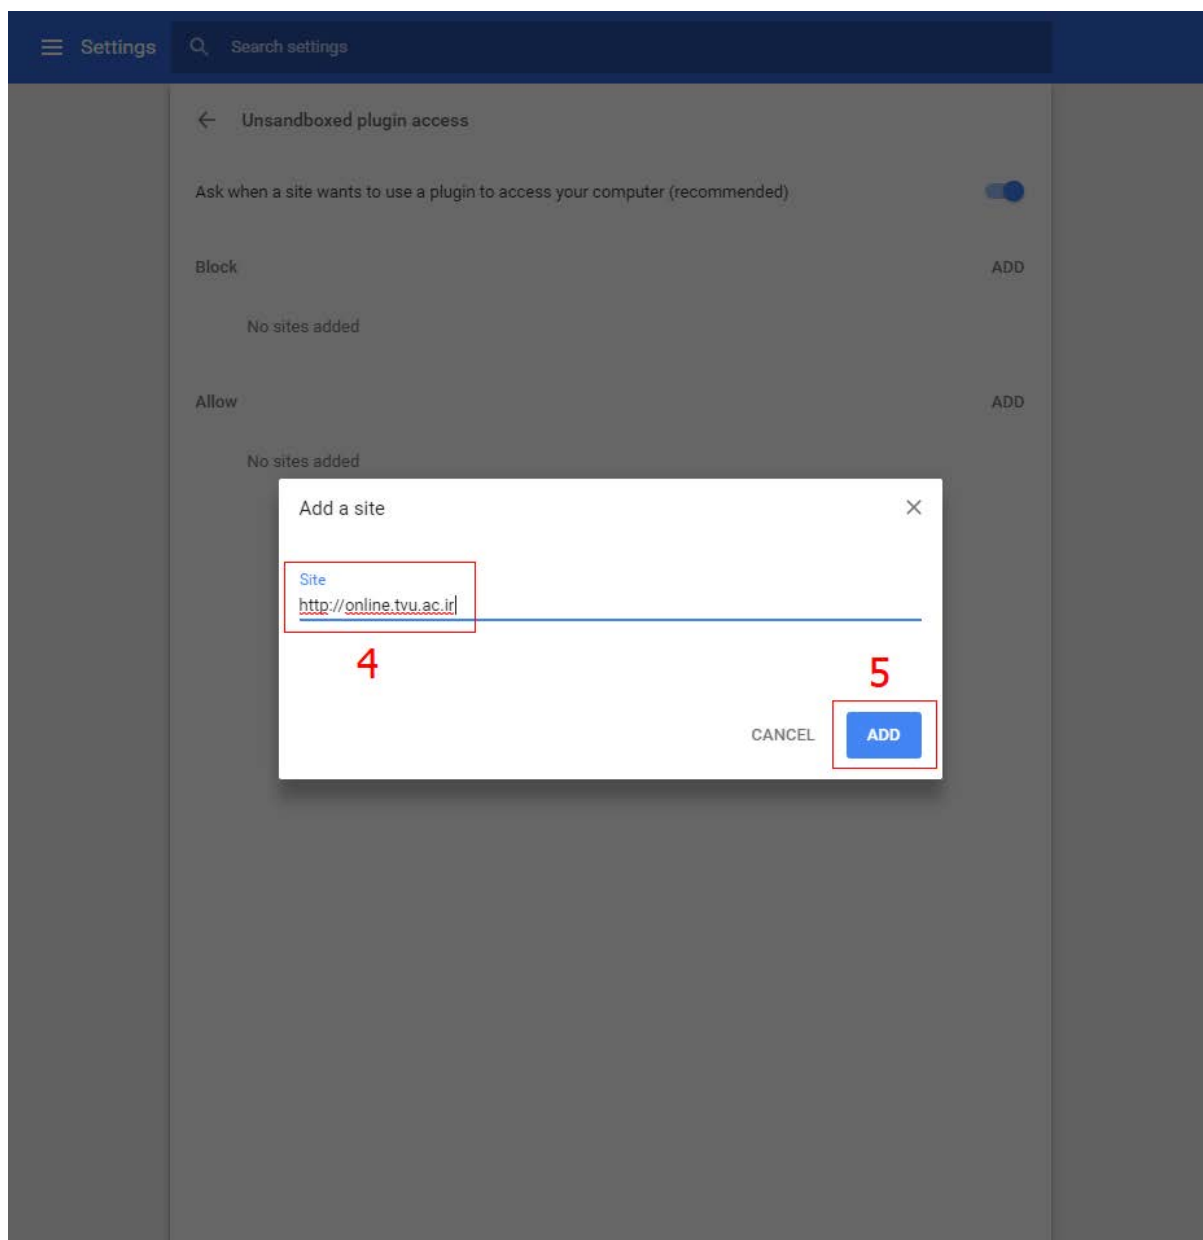 Settings
Search settings
Unsandboxed plugin access
Ask when a site wants to use a plugin to access your computer (recommended)
Block ADD
No sites added
Allow ADD
No sites added
Add a site
Site
http://online.tvu.ac.ir
4
5
CANCEL ADD